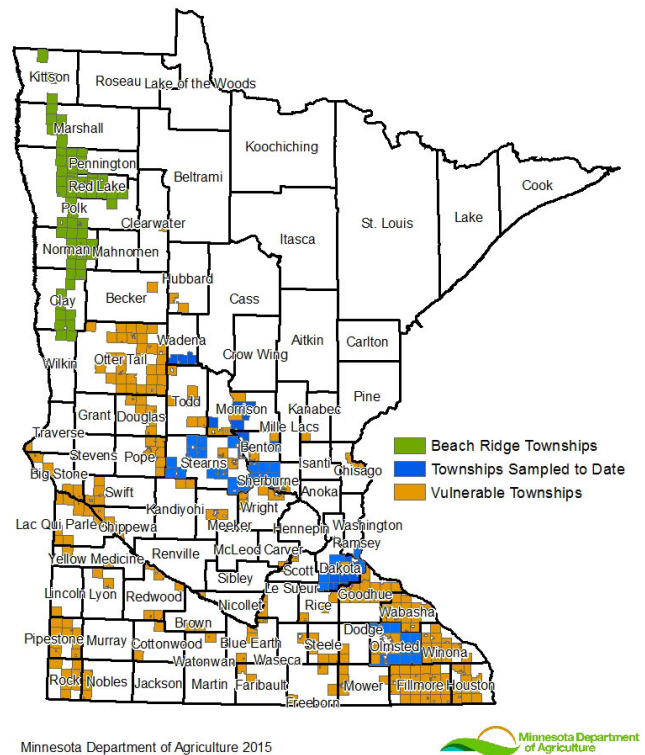 Kittson
Roseau
Lake of the Woods
Marshall
Koochiching
Pennington
Beltrami
Red Lake
Cook
Polk
St. Louis
Lake
Clearwater
Itasca
Norman
Mahnomen
Hubbard
Clay
Becker
Cass
Wadena
Aitkin
Carlton
Otter Tail
Crow Wing
Wilkin
Pine
Todd
Morrison
Kanabec
Grant
Douglas
Mille Lacs
Traverse
Benton
Stevens
Pope
Stearns
Isanti
Chisago
Big Stone
Sherburne
Swift
Anoka
Kandiyohi
Wright
Lac Qui Parle
Chippewa
Meeker
Hennepin
Washington
Ramsey
Renville
McLeod
Carver
Yellow Medicine
Scott
Dakota
Sibley
Lincoln
Lyon
Redwood
Le Sueur
Goodhue
Nicollet
Rice
Wabasha
Brown
Dodge
Pipestone
Murray
Cottonwood
Blue Earth
Steele
Olmsted
Winona
Watonwan
Waseca
Rock
Nobles
Jackson
Martin
Faribault
Mower
Fillmore
Houston
Freeborn
Beach Ridge Townships
Townships Sampled to Date
Vulnerable Townships
Minnesota Department of Agriculture 2015
Minnesota Department
of Agriculture